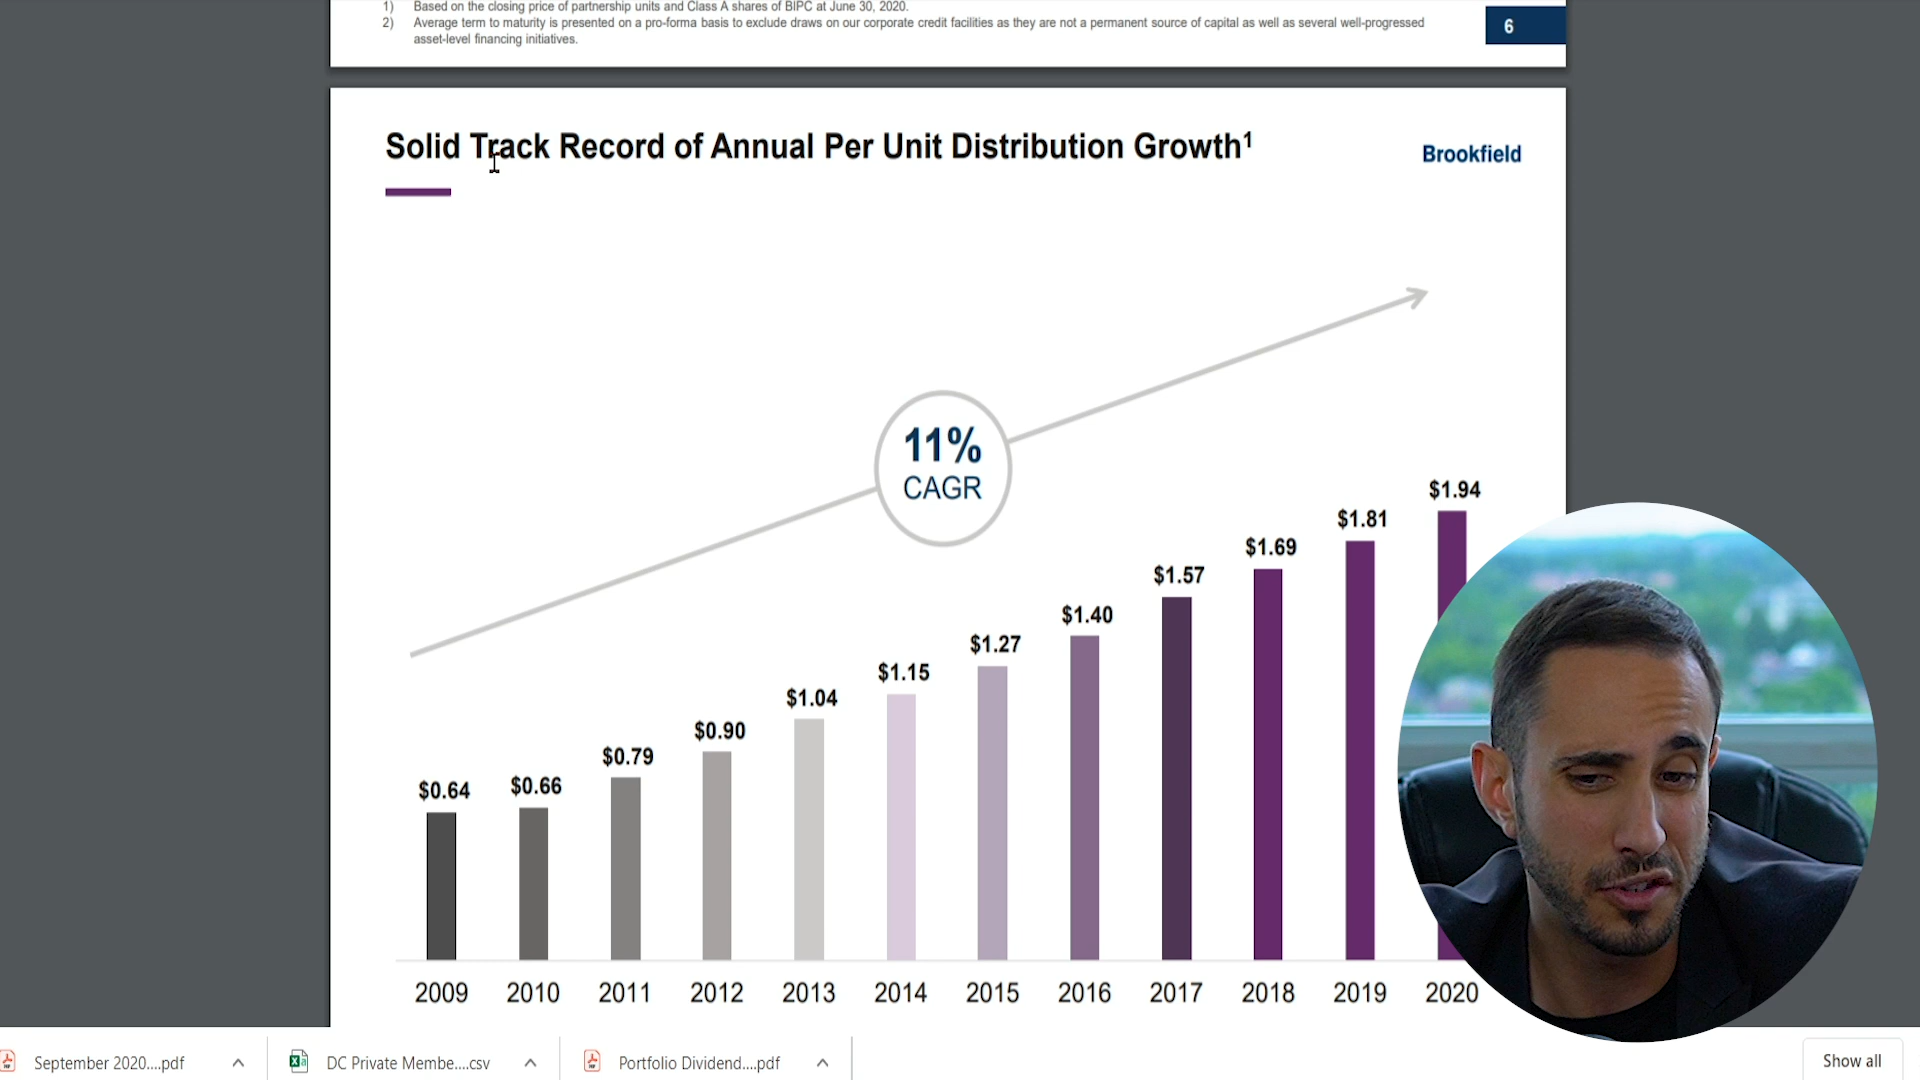 1) Based on the closing price of partnership units and Class A shares of BIPC at June 30, 2020.
2) Average term to maturity is presented on a pro-forma basis to exclude draws on our corporate credit facilities as they are not a permanent source of capital as well as several well-progressed
asset-level financing initiatives.
6
Solid Track Record of Annual Per Unit Distribution Growth¹
Brookfield
11%
CAGR
$0.64
$0.66
$0.79
$0.90
$1.04
$1.15
$1.27
$1.40
$1.57
$1.69
$1.81
$1.94
2009 2010 2011 2012 2013 2014 2015 2016 2017 2018 2019 2020
September 2020....pdf
DC Private Membe....csv
Portfolio Dividend....pdf
Show all